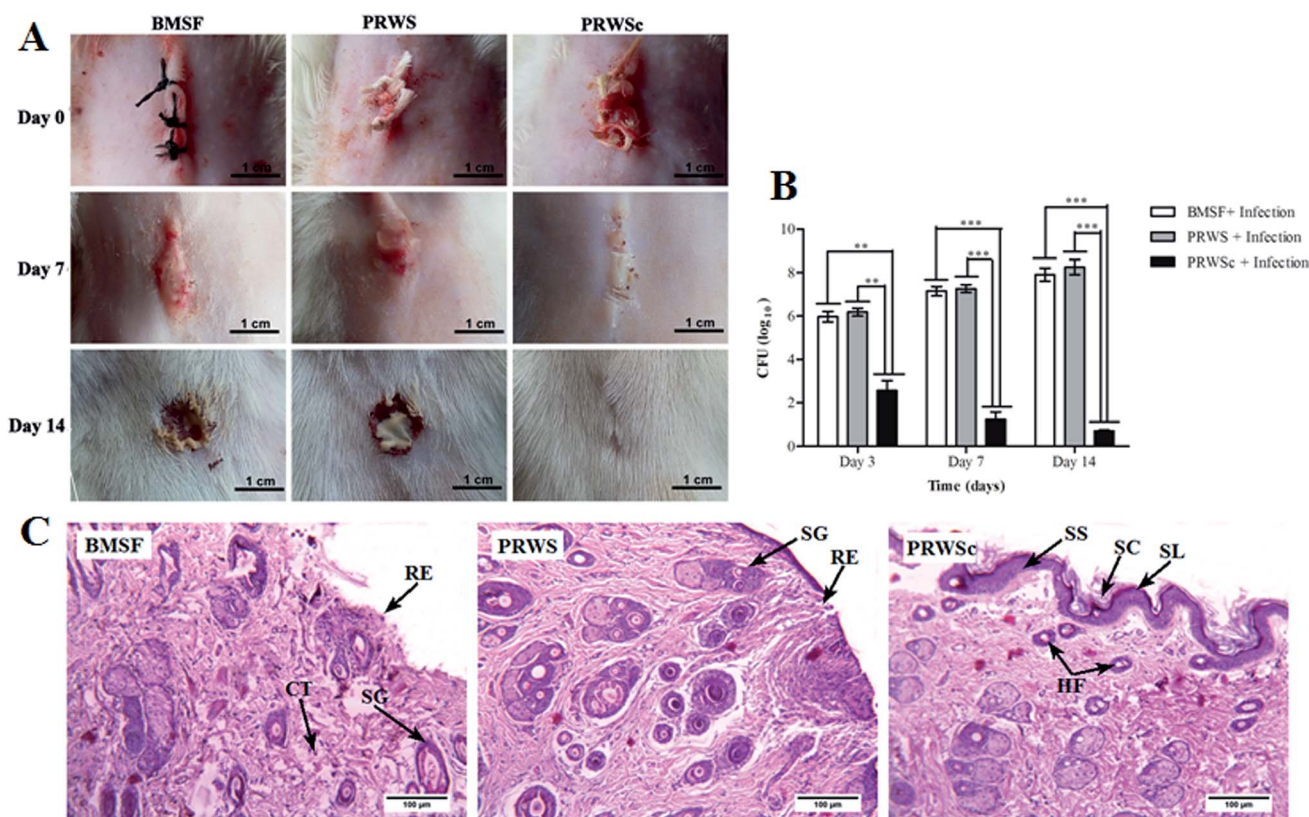 A
BMSF
PRWS
PRWSc
Day 0
1 cm
1 cm
1 cm
Day 7
1 cm
1 cm
1 cm
Day 14
1 cm
1 cm
1 cm
B
CFU (log 10)
10
8
6
4
2
0
**
**
***
***
***
***
Day 3
Day 7
Day 14
Time (days)
BMSF+ Infection
PRWS + Infection
PRWSc + Infection
C
BMSF
RE
CT
SG
100 µm
PRWS
SG
RE
100 µm
PRWSc
SS
SC
SL
HF
100 µm